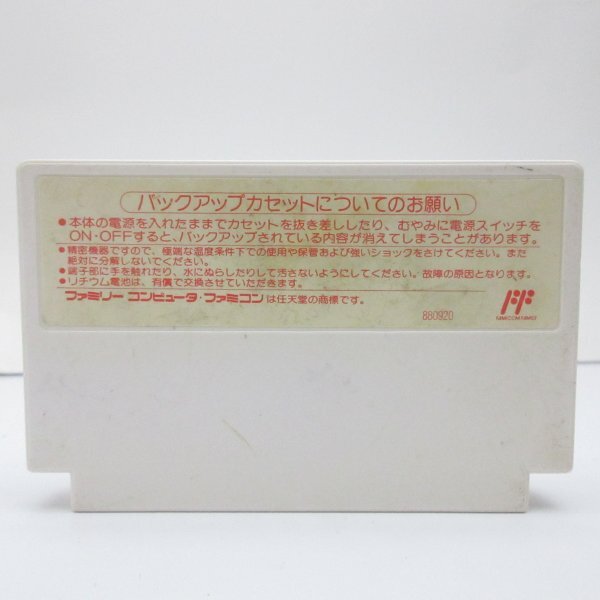 バックアップカセットについてのお願い
●本体の電源を入れたままでカセットを抜き差ししたり、むやみに電源スイッチを
ON・OFFすると、バックアップされている内容が消えてしまうことがあります。
●精密機器ですので、極端な温度条件下での使用や保管および強いショックをさけてください。また
絶対に分解しないでください。
●端子部に手を触れたり、水にぬらしたりして汚さないようにしてください。故障の原因となります。
●リチウム電池は、有償で交換させていただきます。
ファミリー コンピュータ・ファミコンは任天堂の商標です。
FAMICOM FAMILY
880920